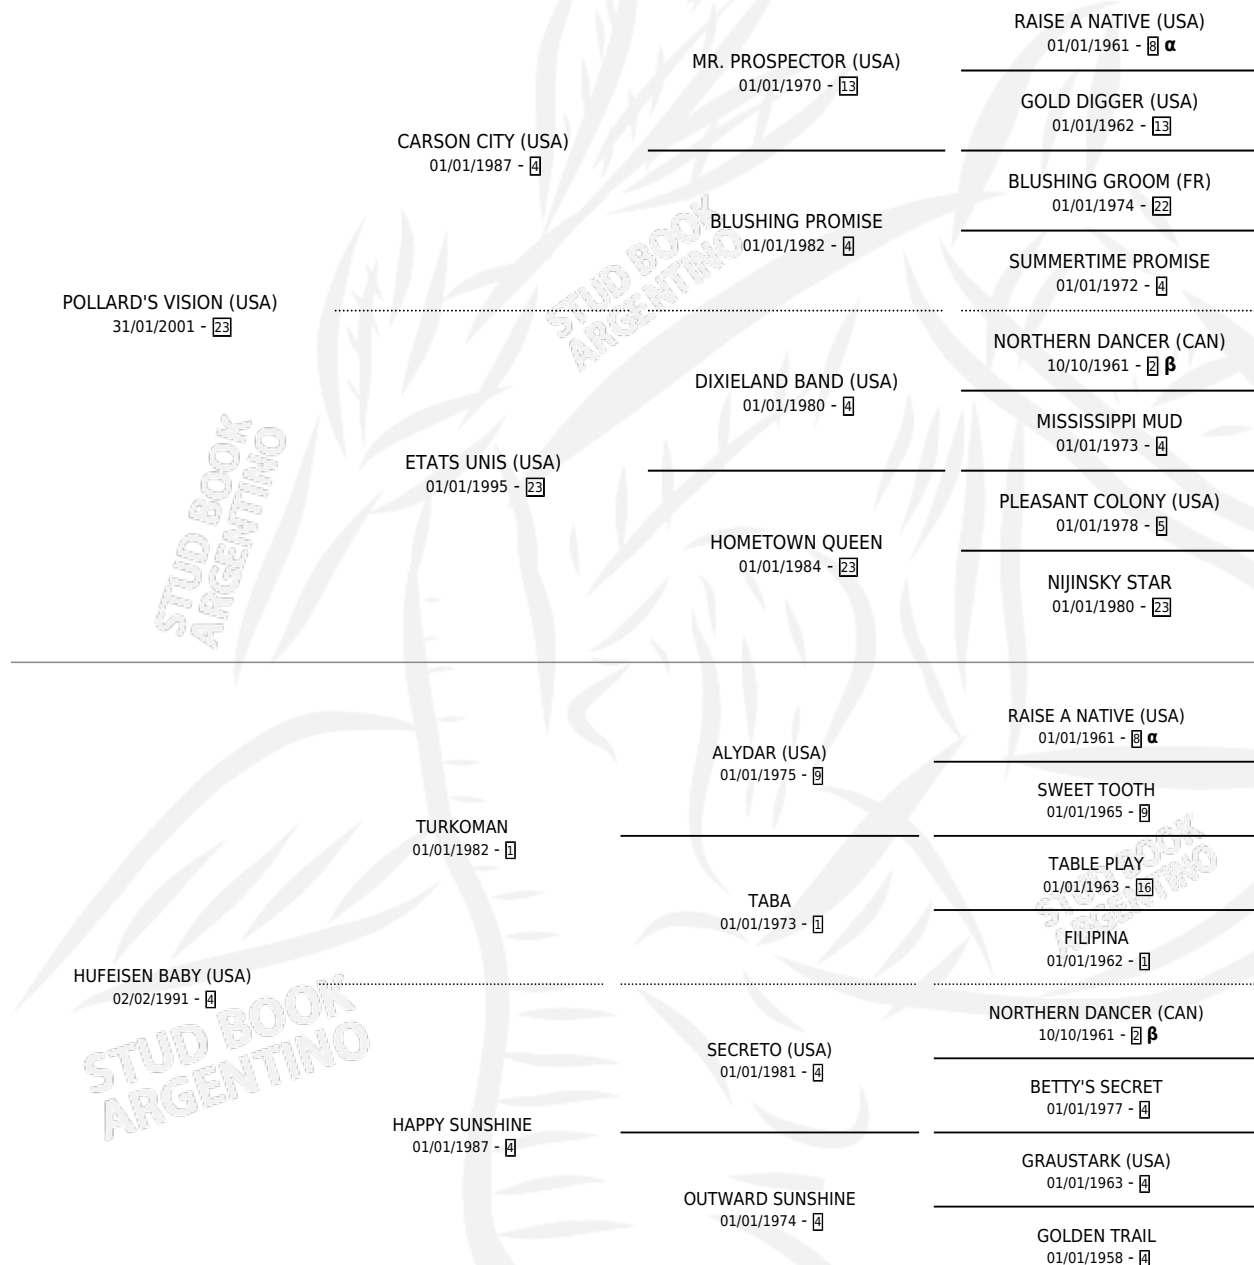 RAISE A NATIVE (USA)
01/01/1961 - 8 α
MR. PROSPECTOR (USA)
01/01/1970 - 13
GOLD DIGGER (USA)
01/01/1962 - 13
CARSON CITY (USA)
01/01/1987 - 4
BLUSHING GROOM (FR)
01/01/1974 - 22
BLUSHING PROMISE
01/01/1982 - 4
SUMMERTIME PROMISE
01/01/1972 - 4
POLLARD'S VISION (USA)
31/01/2001 - 23
NORTHERN DANCER (CAN)
10/10/1961 - 2 β
DIXIELAND BAND (USA)
01/01/1980 - 4
MISSISSIPPI MUD
01/01/1973 - 4
ETATS UNIS (USA)
01/01/1995 - 23
PLEASANT COLONY (USA)
01/01/1978 - 5
HOMETOWN QUEEN
01/01/1984 - 23
NIJINSKY STAR
01/01/1980 - 23
RAISE A NATIVE (USA)
01/01/1961 - 8 α
ALYDAR (USA)
01/01/1975 - 9
SWEET TOOTH
01/01/1965 - 9
TURKOMAN
01/01/1982 - 1
TABLE PLAY
01/01/1963 - 16
TABA
01/01/1973 - 1
FILIPINA
01/01/1962 - 1
HUFEISEN BABY (USA)
02/02/1991 - 4
NORTHERN DANCER (CAN)
10/10/1961 - 2 β
SECRETO (USA)
01/01/1981 - 4
BETTY'S SECRET
01/01/1977 - 4
HAPPY SUNSHINE
01/01/1987 - 4
GRAUSTARK (USA)
01/01/1963 - 4
OUTWARD SUNSHINE
01/01/1974 - 4
GOLDEN TRAIL
01/01/1958 - 4
STUD BOOK
ARGENTINO
STUD BOOK
ARGENTINO
STUD BOOK
ARGENTINO
STUD BOOK
ARGENTINO